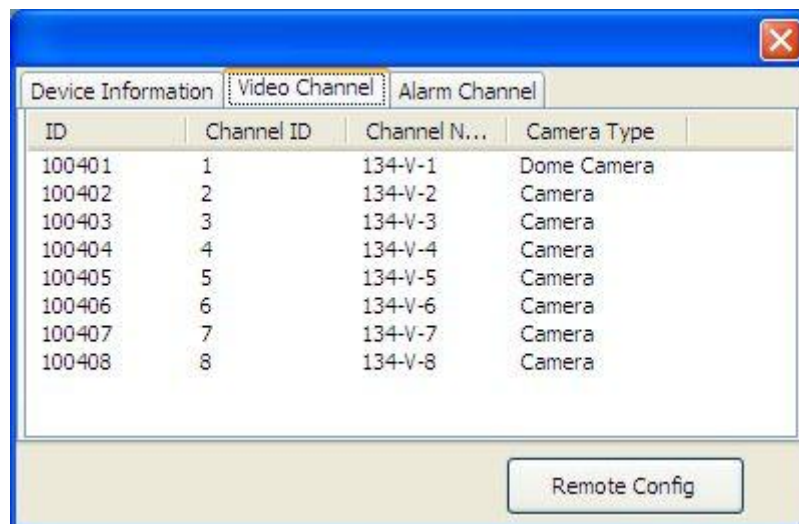 Device Information Video Channel Alarm Channel
ID Channel ID Channel N... Camera Type
100401 1 134-V-1 Dome Camera
100402 2 134-V-2 Camera
100403 3 134-V-3 Camera
100404 4 134-V-4 Camera
100405 5 134-V-5 Camera
100406 6 134-V-6 Camera
100407 7 134-V-7 Camera
100408 8 134-V-8 Camera
Remote Config